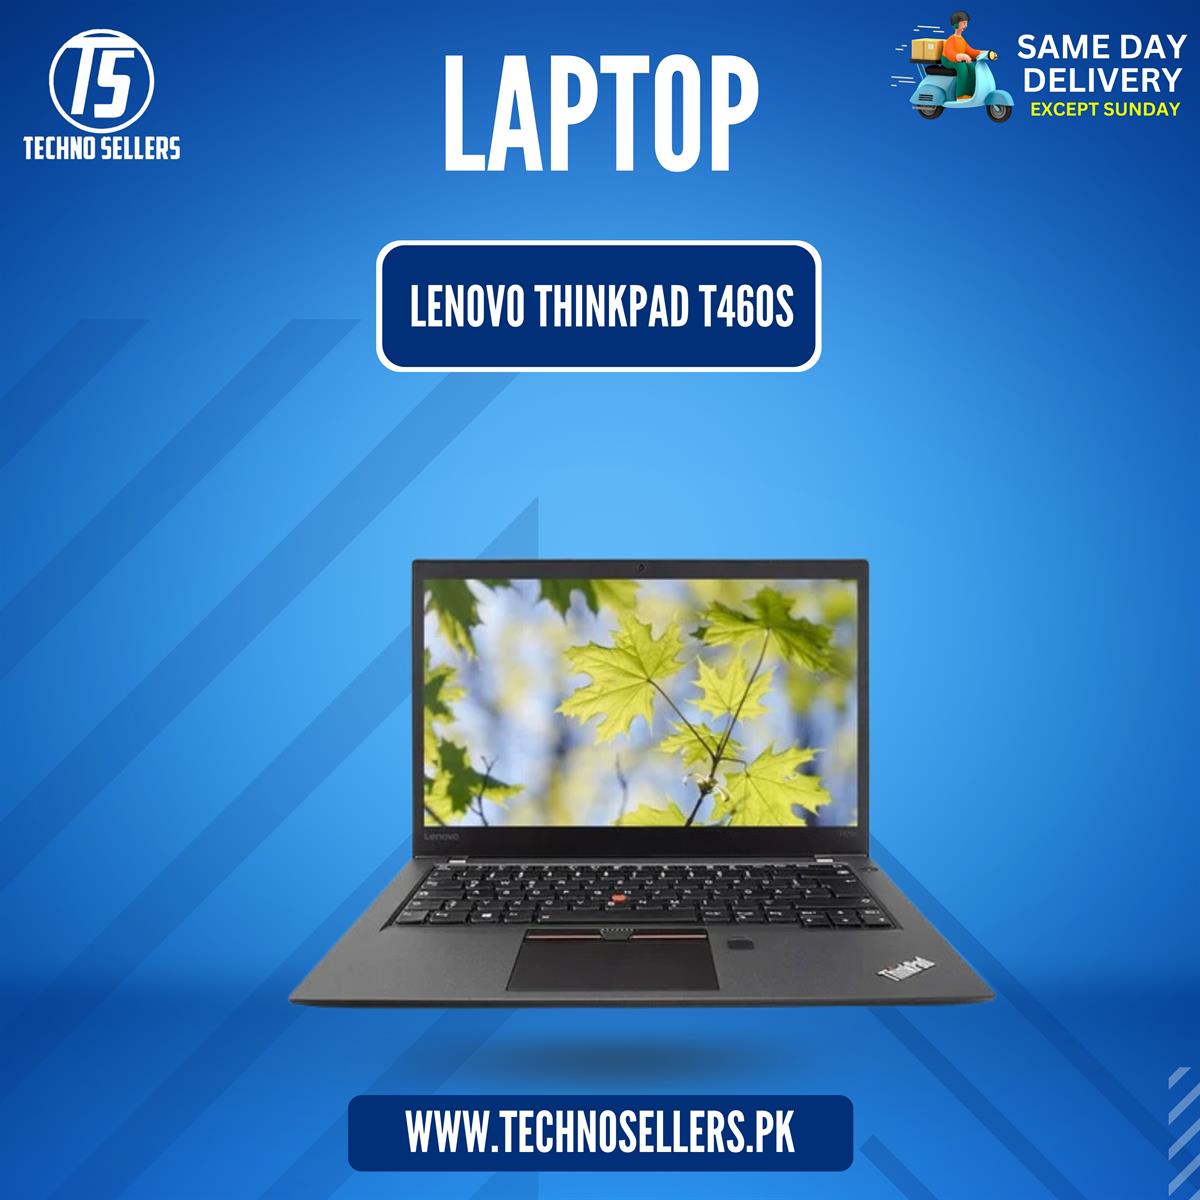 TS
TECHNO SELLERS
LAPTOP
SAME DAY
DELIVERY
EXCEPT SUNDAY
LENOVO THINKPAD T460S
Lenovo
ThinkPad
WWW.TECHNOSELLERS.PK